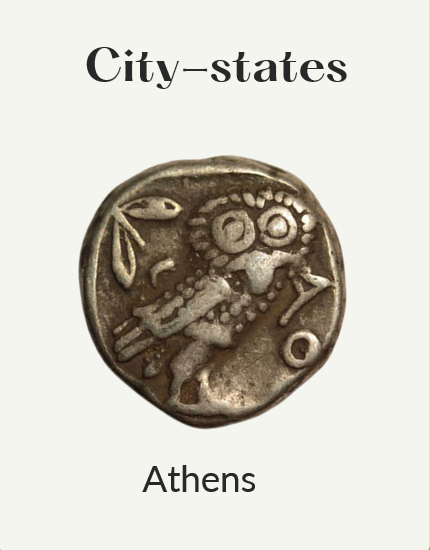 City-states
Α
Θ
Athens